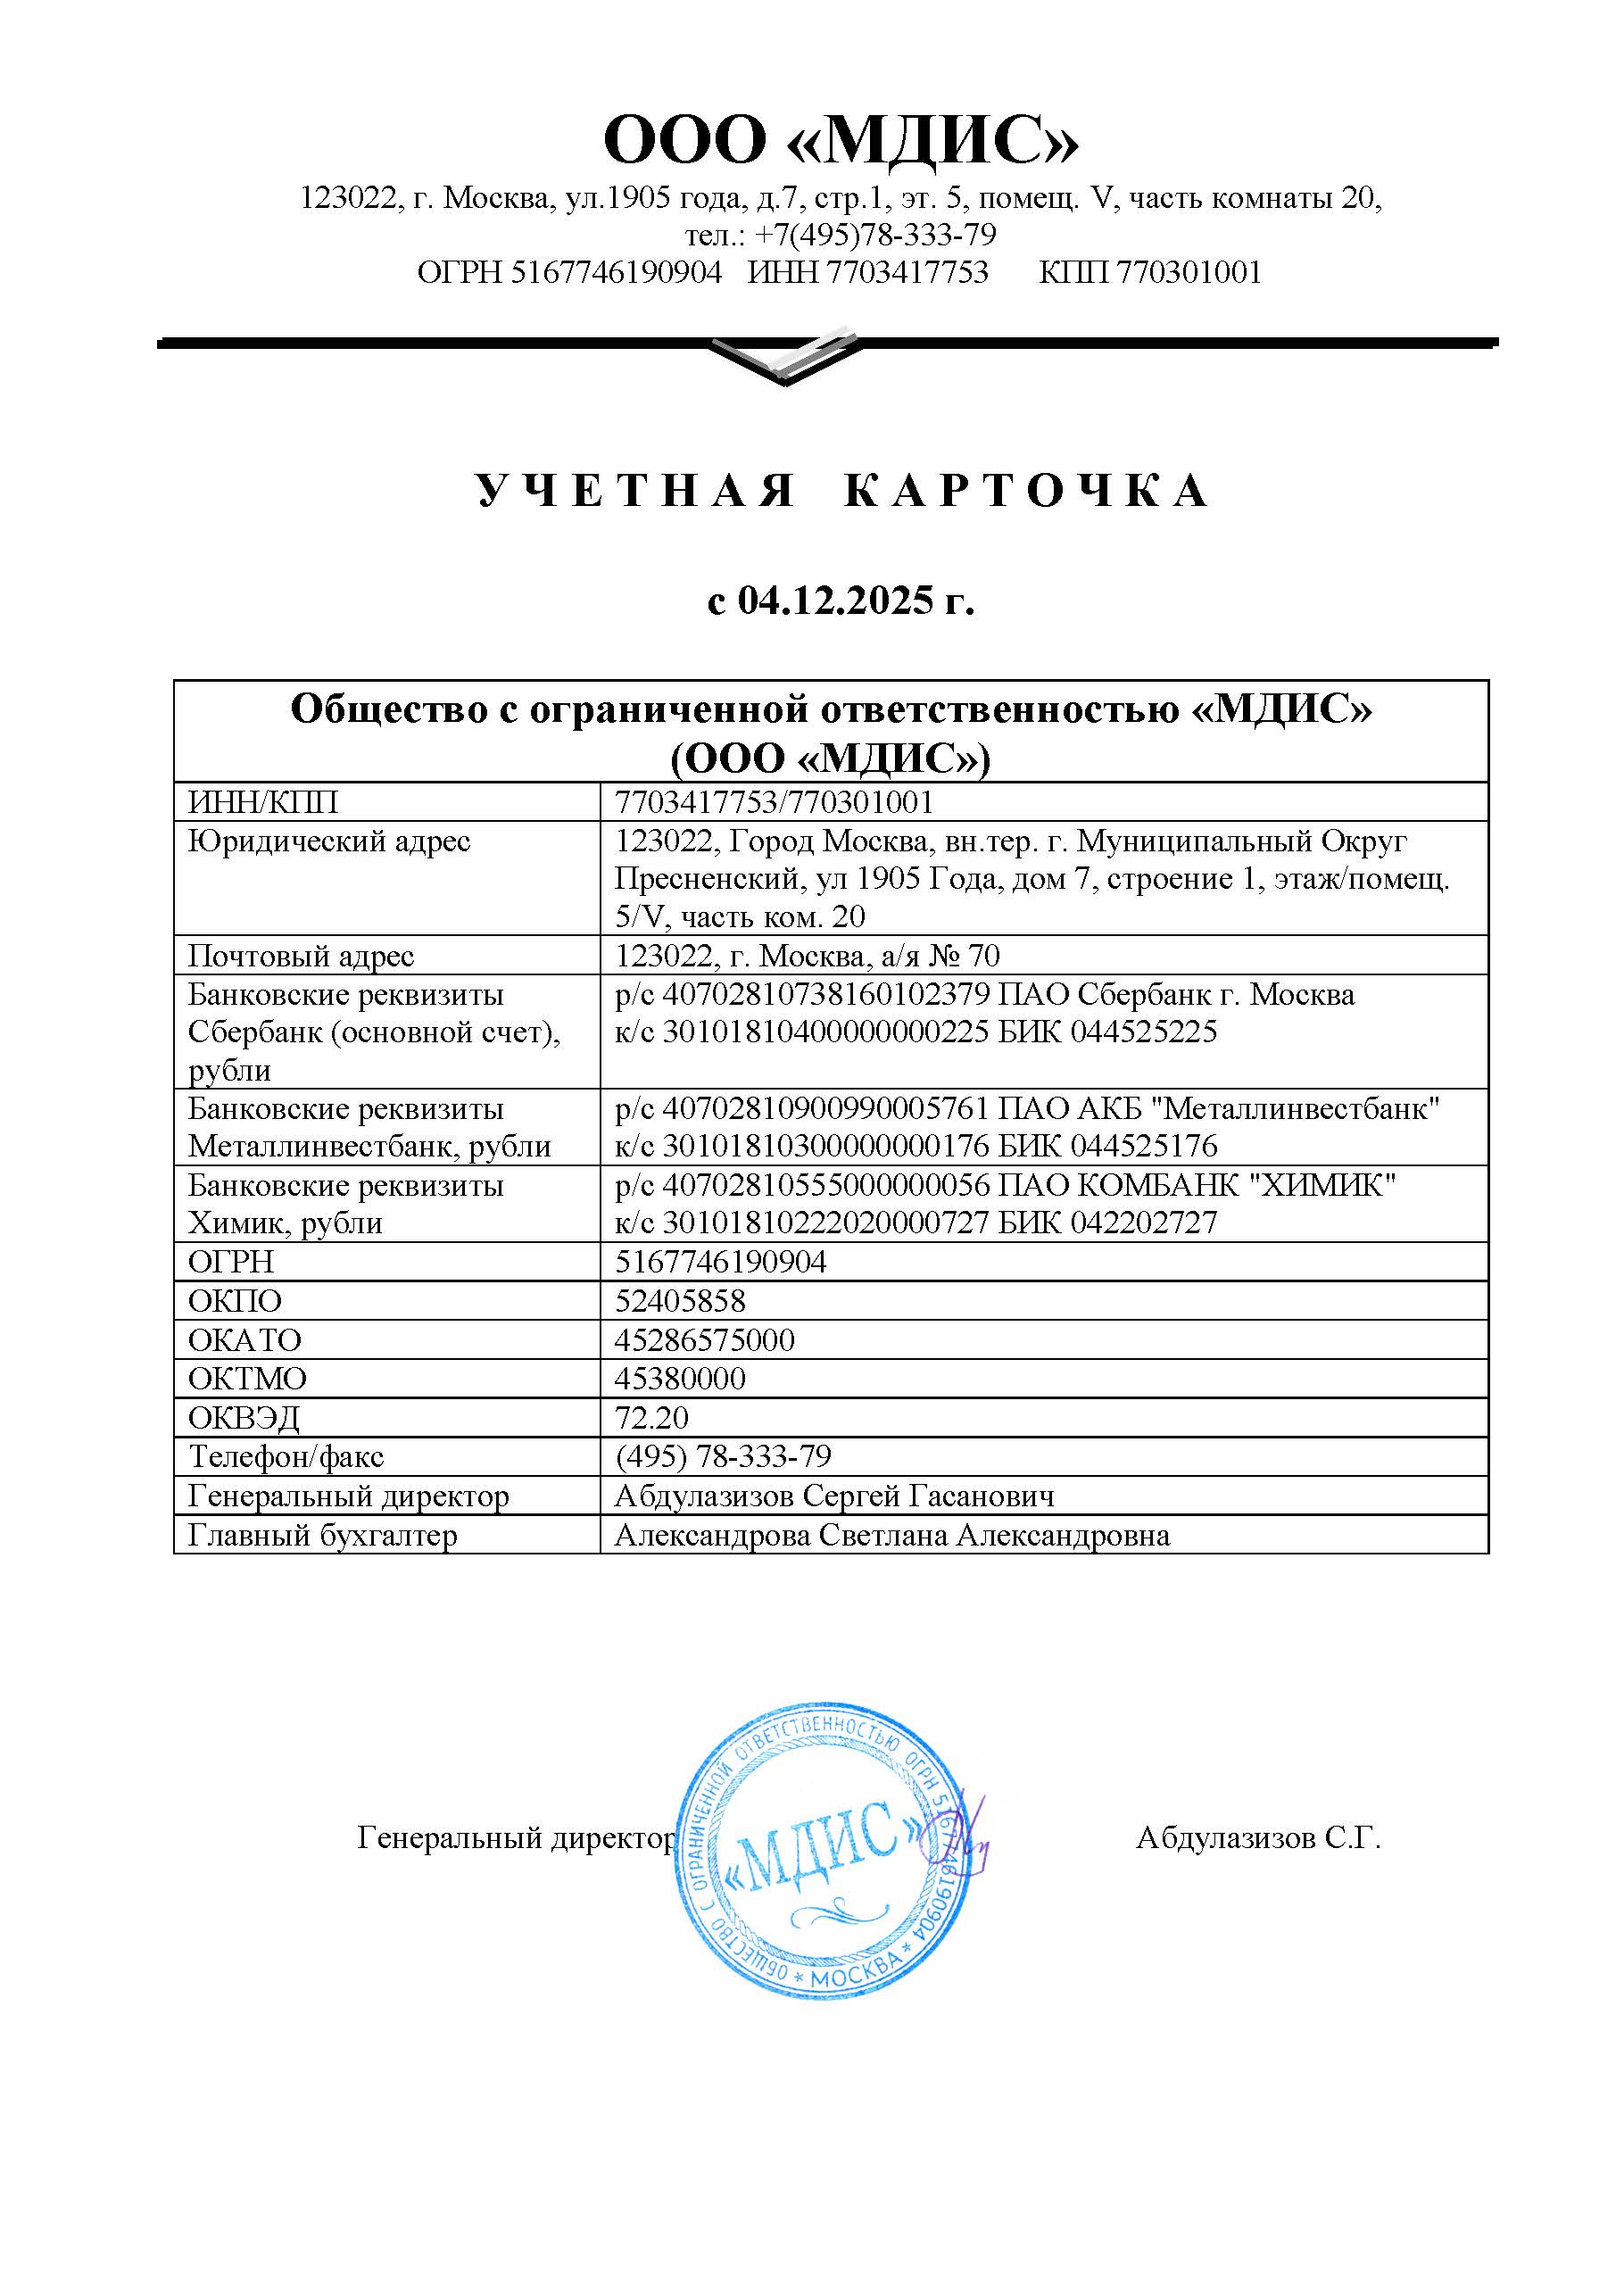 ООО «МДИС»
123022, г. Москва, ул.1905 года, д.7, стр.1, эт. 5, помещ. V, часть комнаты 20,
тел.: +7(495)78-333-79
ОГРН 5167746190904 ИНН 7703417753 КПП 770301001
У Ч Е Т Н А Я К А Р Т О Ч К А
с 04.12.2025 г.
Общество с ограниченной ответственностью «МДИС»
(ООО «МДИС»)
ИНН/КПП 7703417753/770301001
Юридический адрес 123022, Город Москва, вн.тер. г. Муниципальный Округ
Пресненский, ул 1905 Года, дом 7, строение 1, этаж/помещ.
5/V, часть ком. 20
Почтовый адрес 123022, г. Москва, а/я № 70
Банковские реквизиты р/с 40702810738160102379 ПАО Сбербанк г. Москва
Сбербанк (основной счет), к/с 30101810400000000225 БИК 044525225
рубли
Банковские реквизиты р/с 40702810900990005761 ПАО АКБ "Металлинвестбанк"
Металлинвестбанк, рубли к/с 30101810300000000176 БИК 044525176
Банковские реквизиты р/с 40702810555000000056 ПАО КОМБАНК "ХИМИК"
Химик, рубли к/с 30101810222020000727 БИК 042202727
ОГРН 5167746190904
ОКПО 52405858
ОКАТО 45286575000
ОКТМО 45380000
ОКВЭД 72.20
Телефон/факс (495) 78-333-79
Генеральный директор Абдулазизов Сергей Гасанович
Главный бухгалтер Александрова Светлана Александровна
Генеральный директор Абдулазизов С.Г.
ОБЩЕСТВО С ОГРАНИЧЕННОЙ ОТВЕТСТВЕННОСТЬЮ ОГРН 5167746190904
«МДИС»
* МОСКВА *